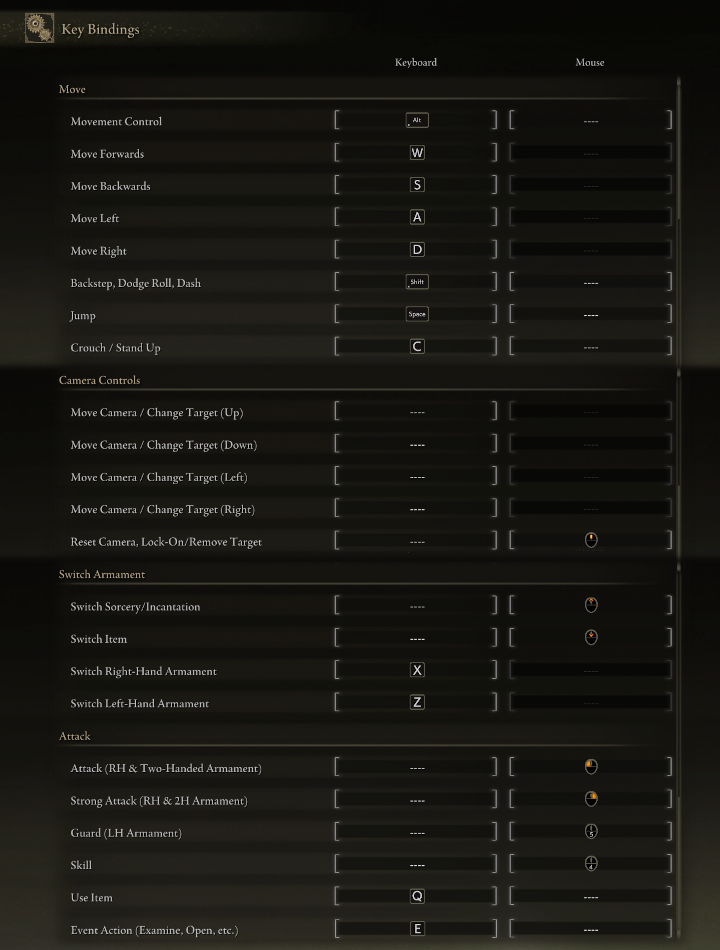 Key Bindings
Keyboard Mouse
Move
Movement Control Alt ----
Move Forwards W ----
Move Backwards S ----
Move Left A ----
Move Right D ----
Backstep, Dodge Roll, Dash Shift ----
Jump Space ----
Crouch / Stand Up C ----
Camera Controls
Move Camera / Change Target (Up) ---- ----
Move Camera / Change Target (Down) ---- ----
Move Camera / Change Target (Left) ---- ----
Move Camera / Change Target (Right) ---- ----
Reset Camera, Lock-On/Remove Target ----
Switch Armament
Switch Sorcery/Incantation ----
Switch Item ----
Switch Right-Hand Armament X ----
Switch Left-Hand Armament Z ----
Attack
Attack (RH & Two-Handed Armament) ----
Strong Attack (RH & 2H Armament) ----
Guard (LH Armament) ---- 5
Skill ---- 4
Use Item Q ----
Event Action (Examine, Open, etc.) E ----